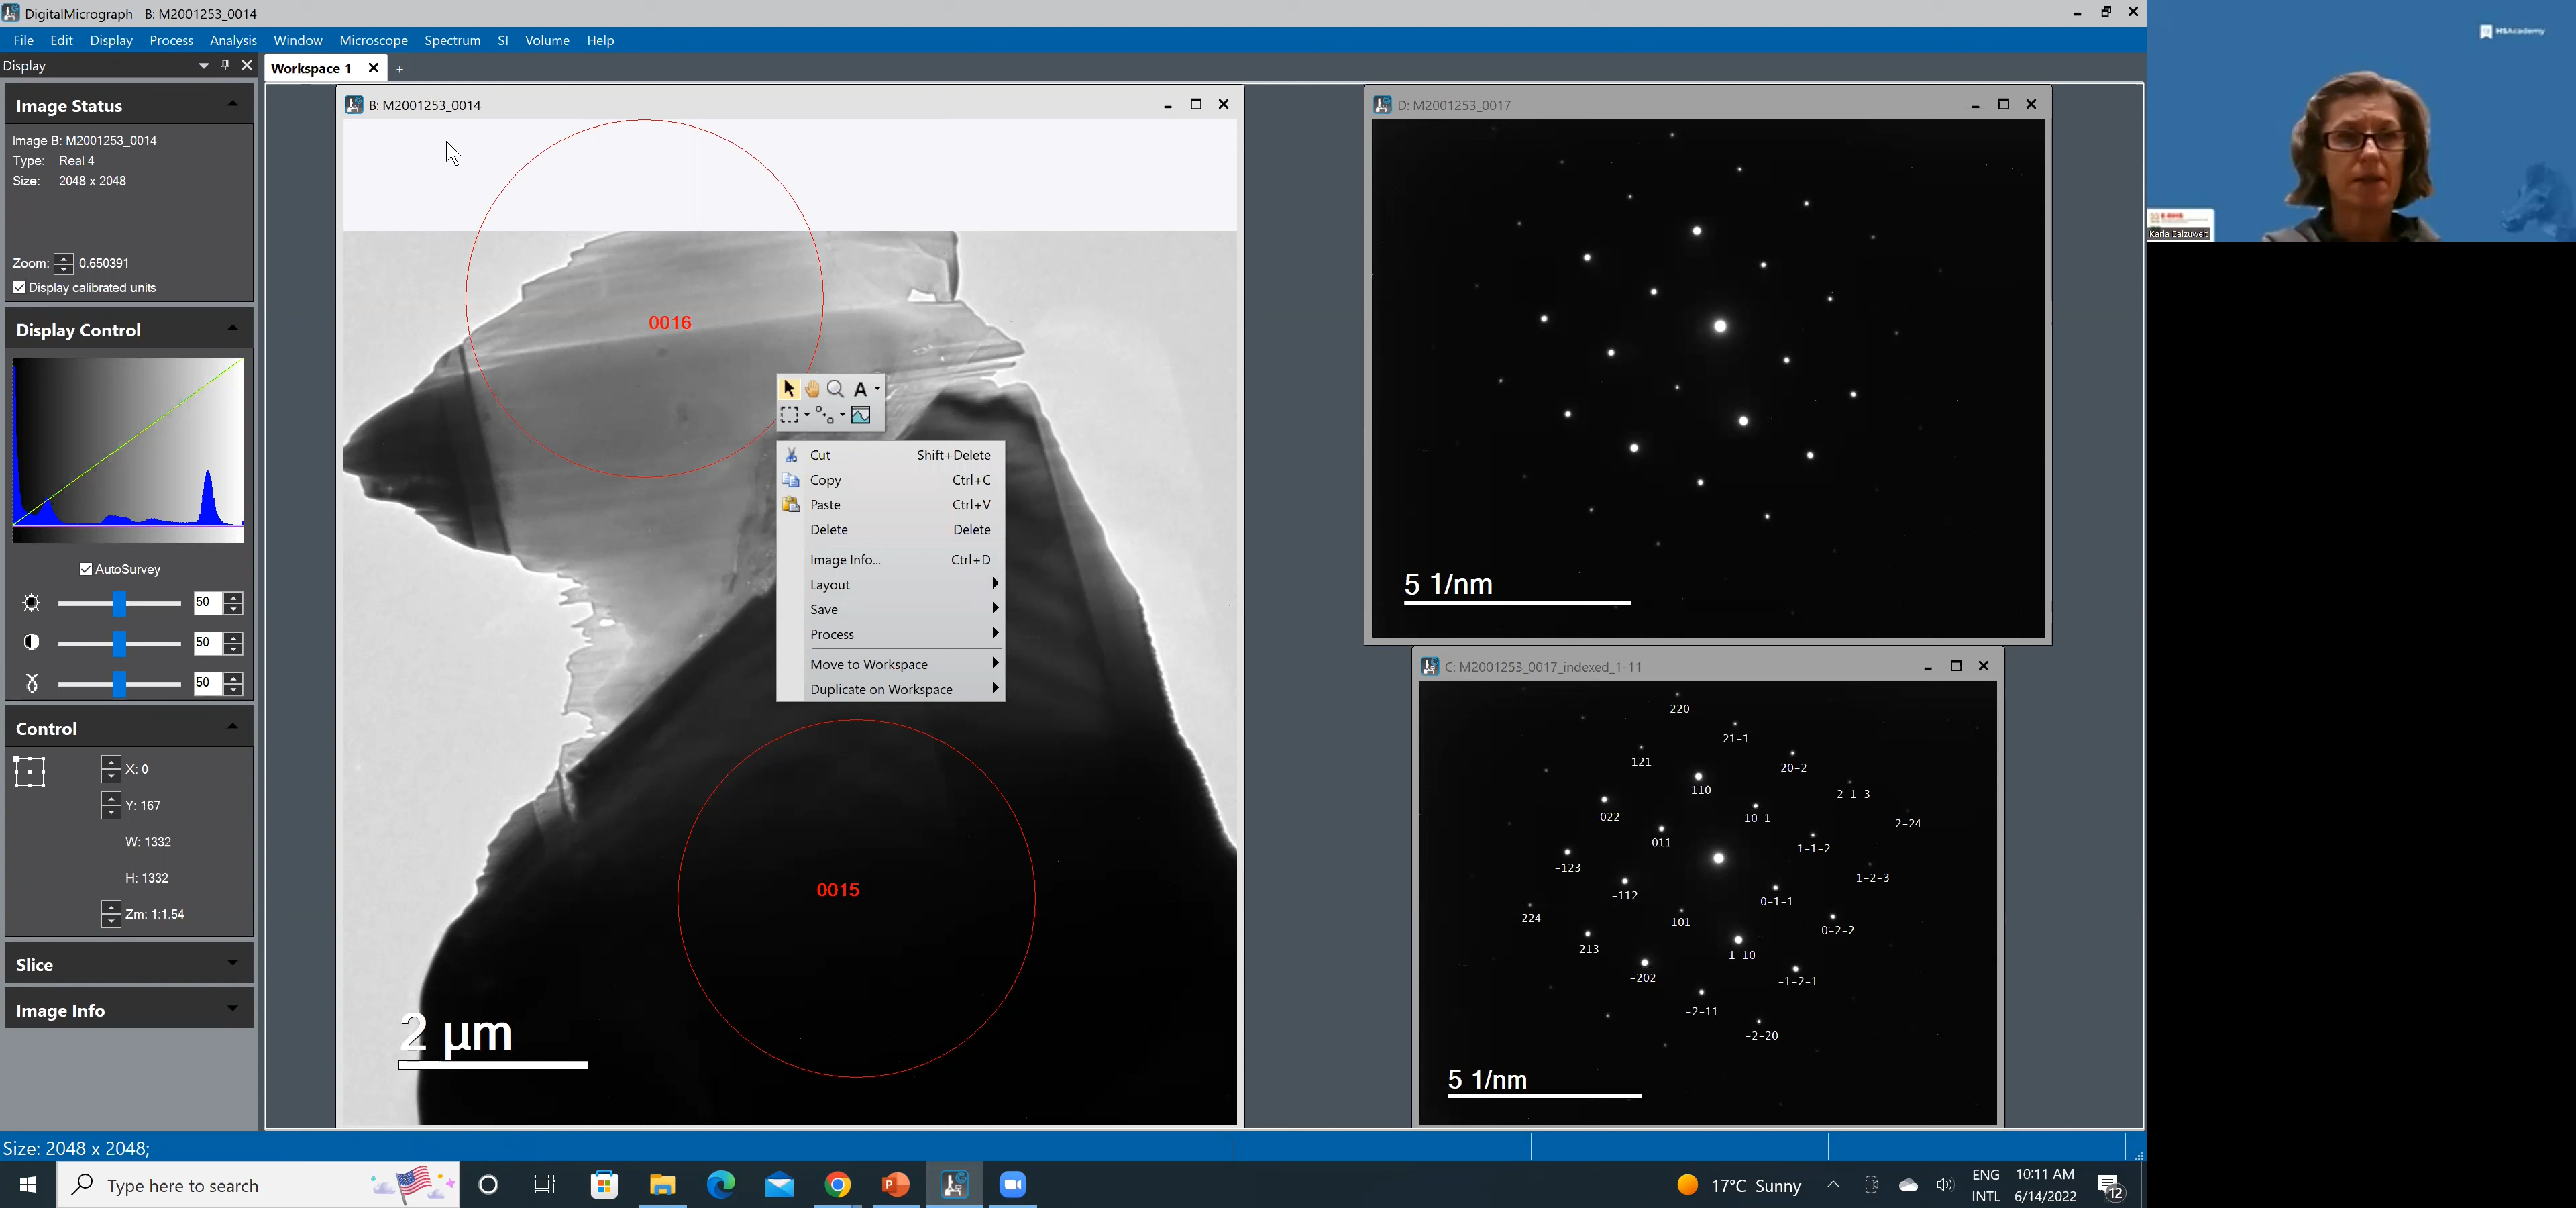 DigitalMicrograph - B: M2001253_0014
File Edit Display Process Analysis Window Microscope Spectrum SI Volume Help
Display
Workspace 1
+
Image Status
Image B: M2001253_0014
Type: Real 4
Size: 2048 x 2048
Zoom: 0.650391
Display calibrated units
Display Control
AutoSurvey
50
50
50
Control
X: 0
Y: 167
W: 1332
H: 1332
Zm: 1:1.54
Slice
Image Info
B: M2001253_0014
0016
A
Cut Shift+Delete
Copy Ctrl+C
Paste Ctrl+V
Delete Delete
Image Info... Ctrl+D
Layout
Save
Process
Move to Workspace
Duplicate on Workspace
0015
2 µm
D: M2001253_0017
5 1/nm
C: M2001253_0017_indexed_1-11
220
21-1
121
20-2
110
2-1-3
022
10-1
2-24
011
1-1-2
-123
1-2-3
-112
0-1-1
-224
-101
0-2-2
-213
-1-10
-202
-1-2-1
-2-11
-2-20
5 1/nm
HSAcademy
E-RIHS
Karla Balzuweit
Size: 2048 x 2048;
Type here to search
17°C Sunny
ENG
INTL
10:11 AM
6/14/2022
12